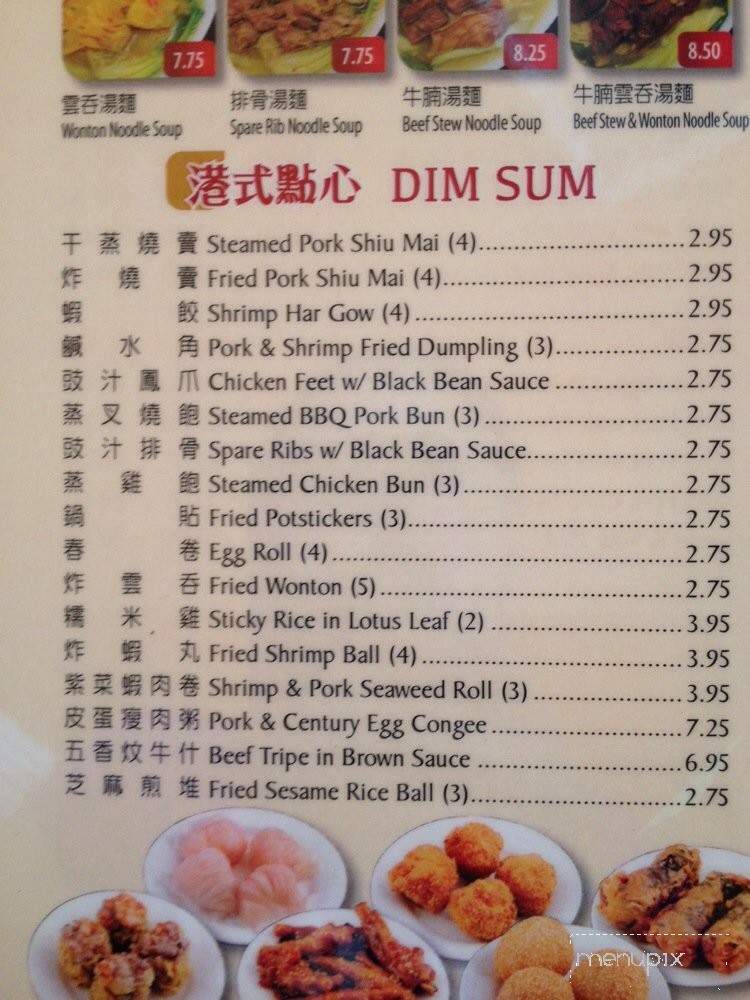 7.75 7.75 8.25 8.50
雲吞湯麵 排骨湯麵 牛腩湯麵 牛腩雲吞湯麵
Wonton Noodle Soup Spare Rib Noodle Soup Beef Stew Noodle Soup Beef Stew & Wonton Noodle Soup
港式點心 DIM SUM
干蒸燒賣 Steamed Pork Shiu Mai (4) 2.95
炸燒賣 Fried Pork Shiu Mai (4) 2.95
蝦餃 Shrimp Har Gow (4) 2.95
鹹水角 Pork & Shrimp Fried Dumpling (3) 2.75
豉汁鳳爪 Chicken Feet w/ Black Bean Sauce 2.75
蒸叉燒飽 Steamed BBQ Pork Bun (3) 2.75
豉汁排骨 Spare Ribs w/ Black Bean Sauce 2.75
蒸雞飽 Steamed Chicken Bun (3) 2.75
鍋貼 Fried Potstickers (3) 2.75
春卷 Egg Roll (4) 2.75
炸雲吞 Fried Wonton (5) 2.75
糯米雞 Sticky Rice in Lotus Leaf (2) 3.95
炸蝦丸 Fried Shrimp Ball (4) 3.95
紫菜蝦肉卷 Shrimp & Pork Seaweed Roll (3) 3.95
皮蛋瘦肉粥 Pork & Century Egg Congee 7.25
五香炆牛什 Beef Tripe in Brown Sauce 6.95
芝麻煎堆 Fried Sesame Rice Ball (3) 2.75
menupix